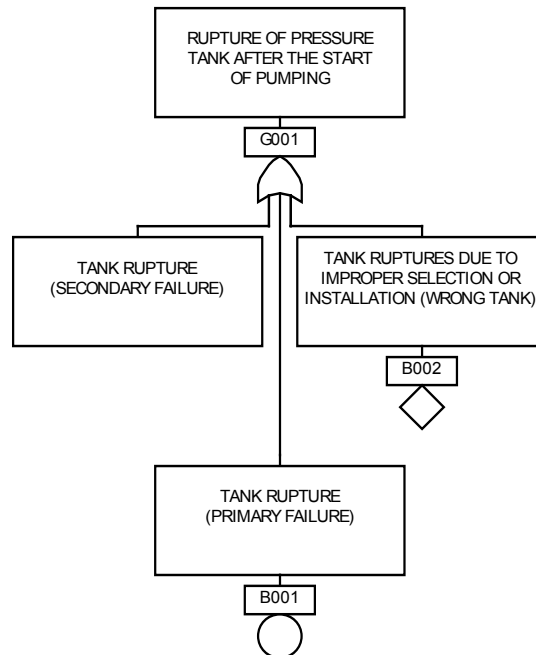 RUPTURE OF PRESSURE
TANK AFTER THE START
OF PUMPING
G001
TANK RUPTURE
(SECONDARY FAILURE)
TANK RUPTURES DUE TO
IMPROPER SELECTION OR
INSTALLATION (WRONG TANK)
B002
TANK RUPTURE
(PRIMARY FAILURE)
B001